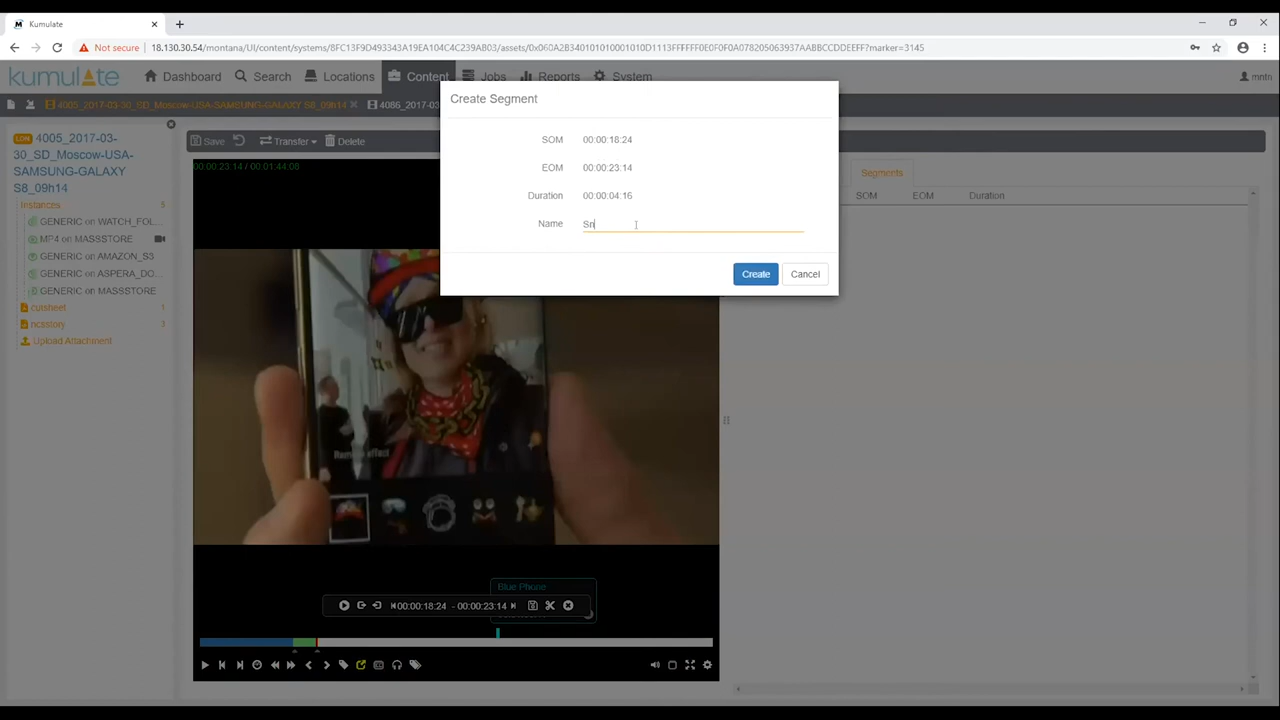 Kumulate
Not secure
18.130.30.54/montana/UI/content/systems/8FC13F9D493343A19EA104C4C239AB03/assets/0x060A2B340101010001010D1113FFFFFF0E0F0F0A078205063937AABBCCDDEEFF?marker=3145
kumulate Dashboard Search Locations Content Jobs Reports System mntn
4005_2017-03-30_SD_Moscow-USA-SAMSUNG-GALAXY S8_09h14 4086_2017-03
Create Segment
SOM 00:00:18:24
EOM 00:00:23:14
Duration 00:00:04:16
Name Sn
Create Cancel
4005_2017-03-
30_SD_Moscow-USA-
SAMSUNG-GALAXY
S8_09h14
Instances 5
GENERIC on WATCH_FOL...
MP4 on MASSSTORE
GENERIC on AMAZON_S3
GENERIC on ASPERA_DO...
GENERIC on MASSSTORE
cutsheet 1
ncsstory 3
Upload Attachment
Save Transfer Delete
00:00:23:14 / 00:01:44:08
Segments
SOM EOM Duration
Blue Phone
00:00:18:24 - 00:00:23:14